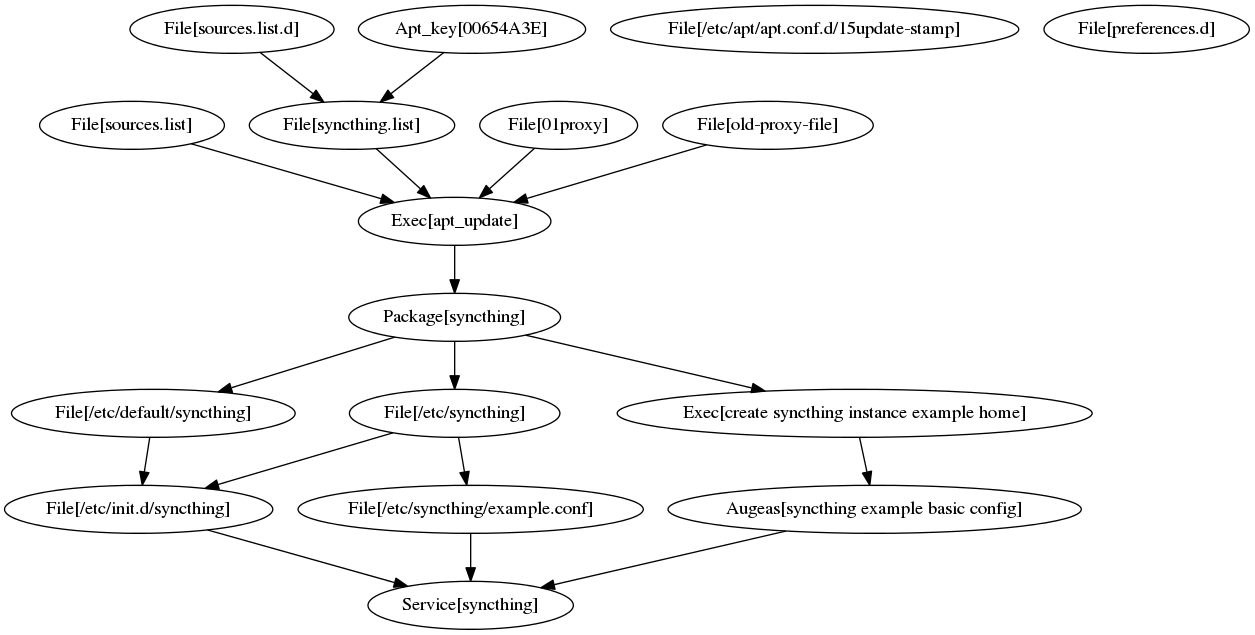 File[sources.list.d]
Apt_key[00654A3E]
File[/etc/apt/apt.conf.d/15update-stamp]
File[preferences.d]
File[sources.list]
File[syncthing.list]
File[01proxy]
File[old-proxy-file]
Exec[apt_update]
Package[syncthing]
File[/etc/default/syncthing]
File[/etc/syncthing]
Exec[create syncthing instance example home]
File[/etc/init.d/syncthing]
File[/etc/syncthing/example.conf]
Augeas[syncthing example basic config]
Service[syncthing]